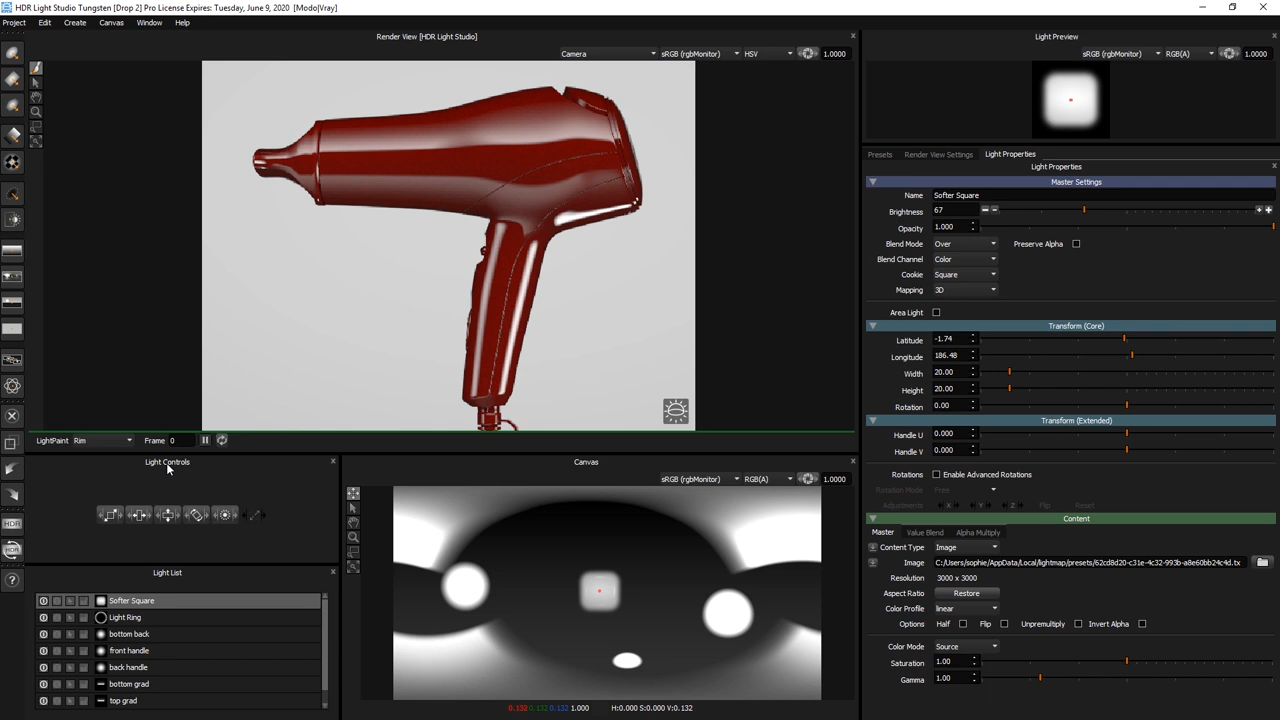 HDR Light Studio Tungsten [Drop 2] Pro License Expires: Tuesday, June 9, 2020 [Modo|Vray]
Project Edit Create Canvas Window Help
Render View [HDR Light Studio]
Camera sRGB (rgbMonitor) HSV 1.0000
LightPaint Rim Frame 0
Light Controls
Light List
Softer Square
Light Ring
bottom back
front handle
back handle
bottom grad
top grad
HDR
HDR
?
Canvas
sRGB (rgbMonitor) RGB(A) 1.0000
0.132 0.132 0.132 1.000 H:0.000 S:0.000 V:0.132
Light Preview
sRGB (rgbMonitor) RGB(A) 1.0000
Presets Render View Settings Light Properties
Light Properties
Master Settings
Name Softer Square
Brightness 67
Opacity 1.000
Blend Mode Over Preserve Alpha
Blend Channel Color
Cookie Square
Mapping 3D
Area Light
Transform (Core)
Latitude -1.74
Longitude 186.48
Width 20.00
Height 20.00
Rotation 0.00
Transform (Extended)
Handle U 0.000
Handle V 0.000
Rotations Enable Advanced Rotations
Rotation Mode Free
Adjustments X Y Z Flip Reset
Content
Master Value Blend Alpha Multiply
Content Type Image
Image C:/Users/sophie/AppData/Local/lightmap/presets/62cd8d20-c31e-4c32-993b-a8e60bb24c4d.tx
Resolution 3000 x 3000
Aspect Ratio Restore
Color Profile linear
Options Half Flip Unpremultiply Invert Alpha
Color Mode Source
Saturation 1.00
Gamma 1.00